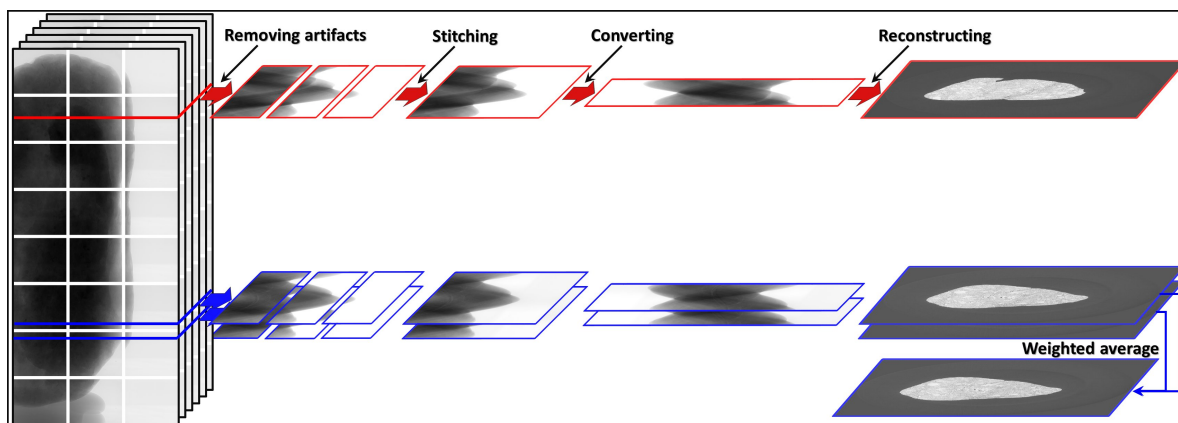 Removing artifacts
Stitching
Converting
Reconstructing
Weighted average